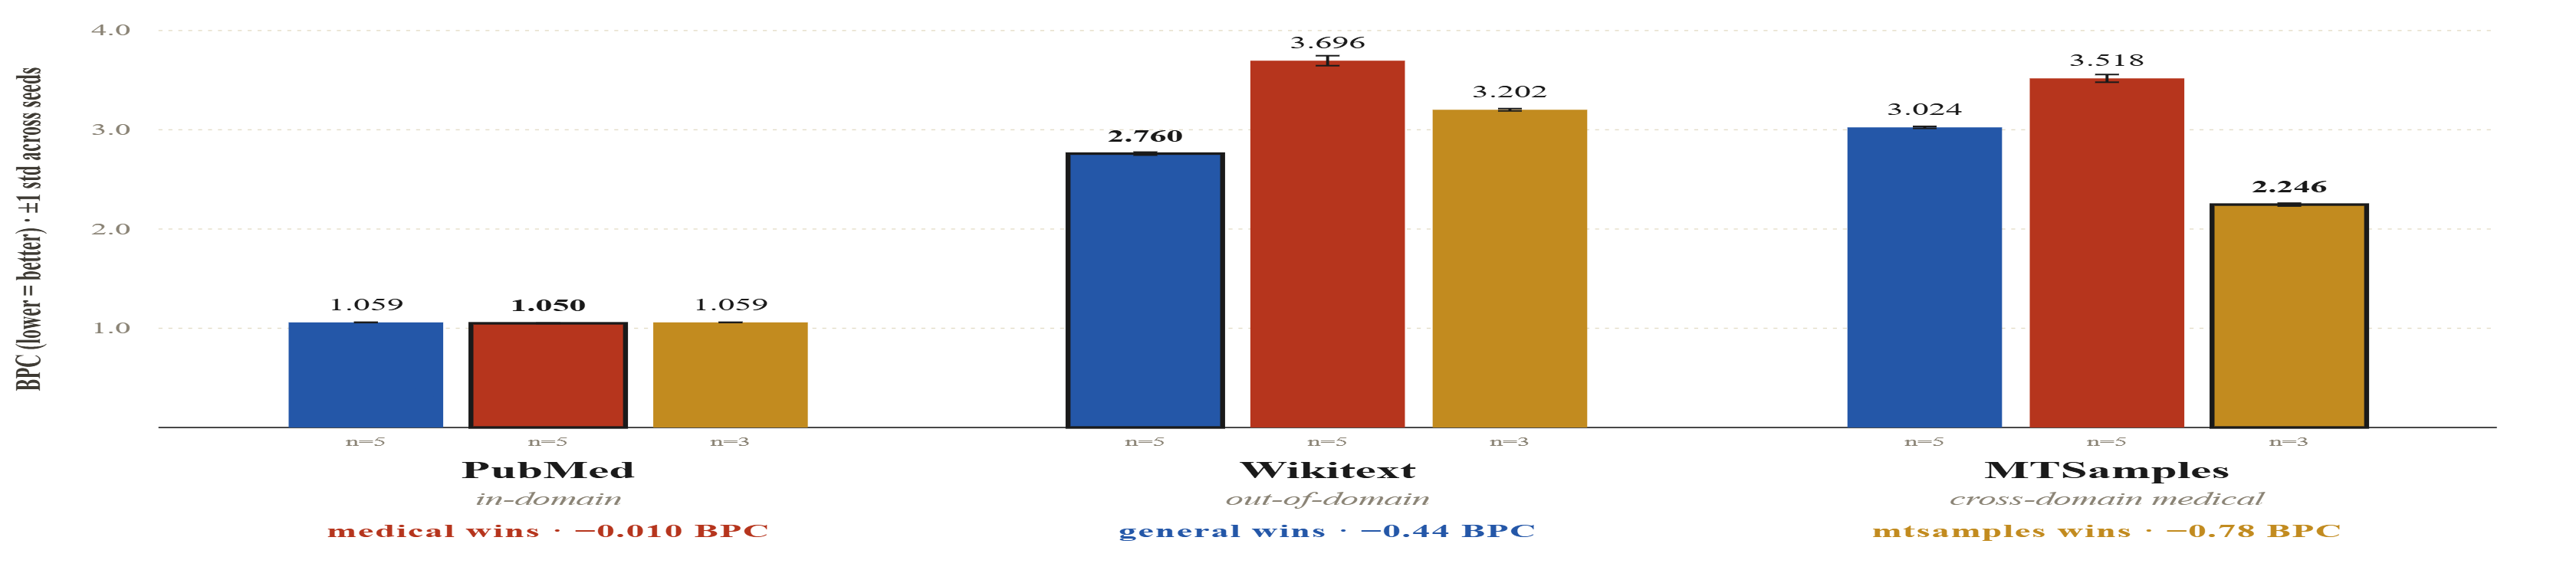 BPC (lower = better) · ±1 std across seeds
4.0
3.0
2.0
1.0
1.059
1.050
1.059
2.760
3.696
3.202
3.024
3.518
2.246
n=5
n=5
n=3
n=5
n=5
n=3
n=5
n=5
n=3
PubMed
in-domain
medical wins · −0.010 BPC
Wikitext
out-of-domain
general wins · −0.44 BPC
MTSamples
cross-domain medical
mtsamples wins · −0.78 BPC